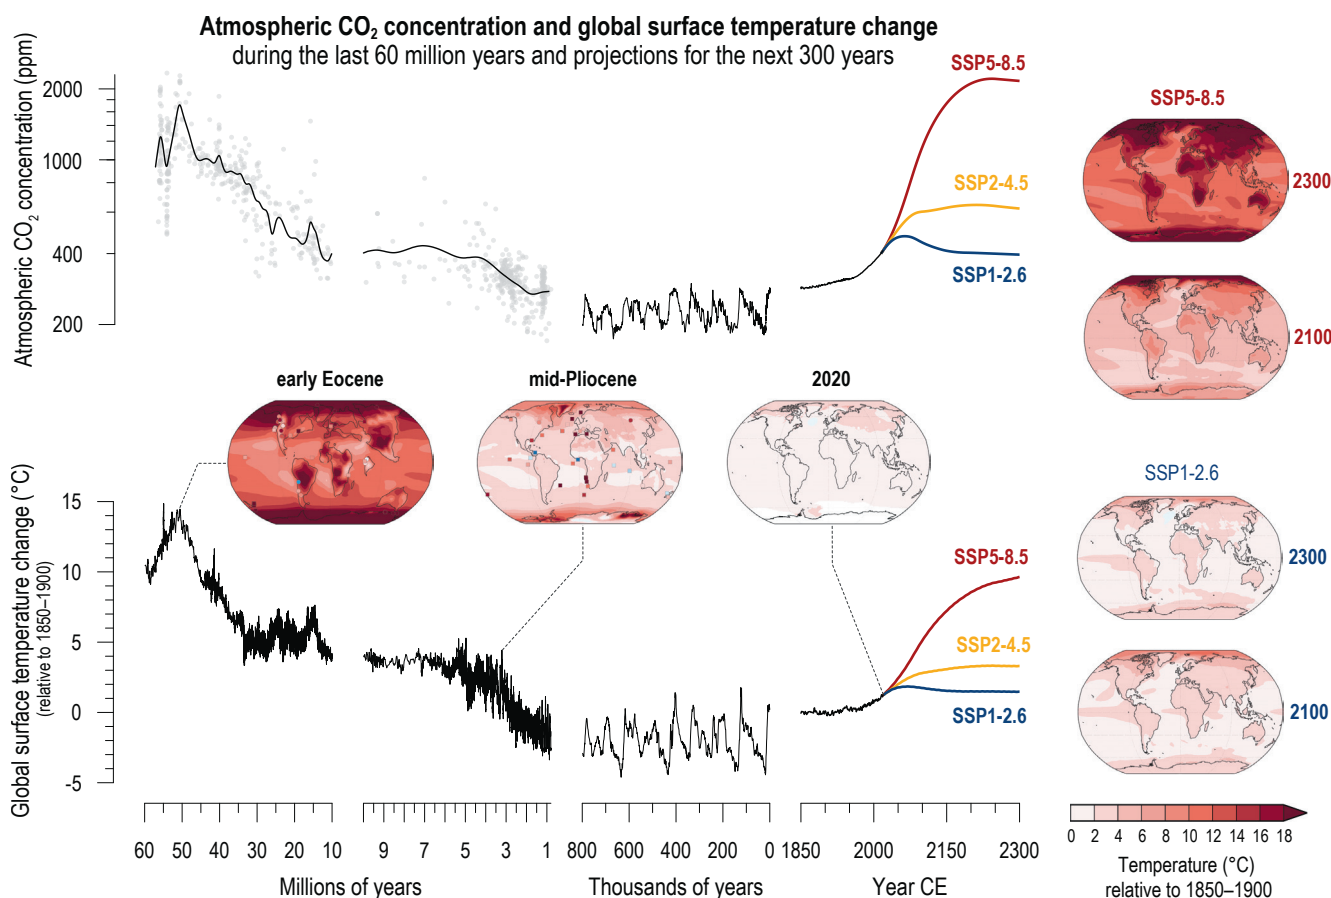 Atmospheric CO₂ concentration and global surface temperature change
during the last 60 million years and projections for the next 300 years
Atmospheric CO₂ concentration (ppm)
2000
1000
400
200
SSP5-8.5
SSP2-4.5
SSP1-2.6
SSP5-8.5
2300
2100
early Eocene
mid-Pliocene
2020
Global surface temperature change (°C)
(relative to 1850–1900)
15
10
5
0
-5
SSP5-8.5
SSP2-4.5
SSP1-2.6
SSP1-2.6
2300
2100
60 50 40 30 20 10
9 7 5 3 1
800 600 400 200 0
1850 2000 2150 2300
Millions of years
Thousands of years
Year CE
0 2 4 6 8 10 12 14 16 18
Temperature (°C)
relative to 1850–1900